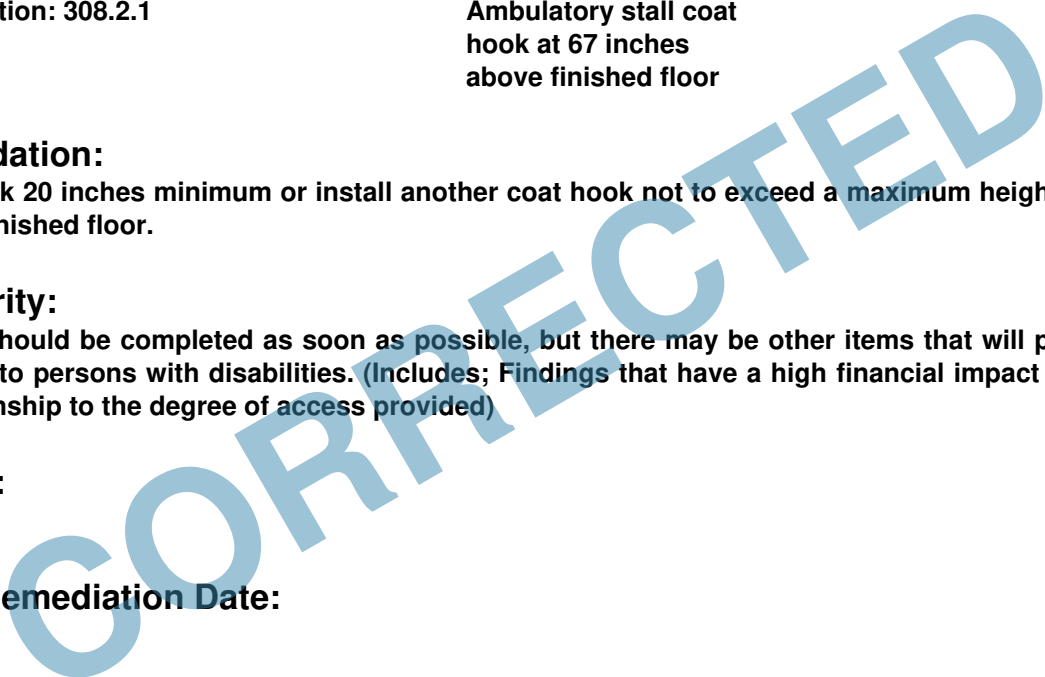 tion: 308.2.1
Ambulatory stall coat
hook at 67 inches
above finished floor
dation:
k 20 inches minimum or install another coat hook not to exceed a maximum heigh
nished floor.
rity:
hould be completed as soon as possible, but there may be other items that will p
to persons with disabilities. (Includes; Findings that have a high financial impact
nship to the degree of access provided)
:
emediation Date:
CORRECTED